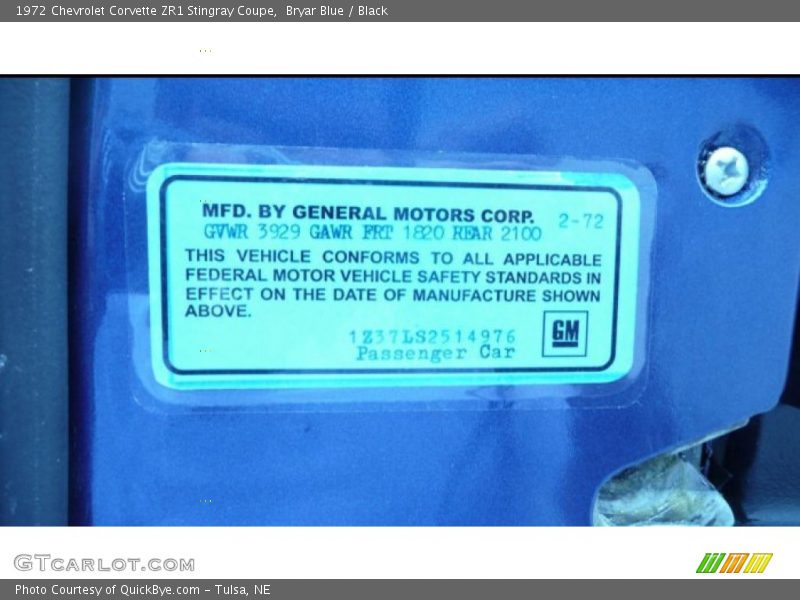 1972 Chevrolet Corvette ZR1 Stingray Coupe, Bryar Blue / Black
MFD. BY GENERAL MOTORS CORP. 2-72
GVWR 3929 GAWR FRT 1820 REAR 2100
THIS VEHICLE CONFORMS TO ALL APPLICABLE
FEDERAL MOTOR VEHICLE SAFETY STANDARDS IN
EFFECT ON THE DATE OF MANUFACTURE SHOWN
ABOVE.
1Z37LS2514976
Passenger Car
GM
GTCARLOT.COM
Photo Courtesy of QuickBye.com - Tulsa, NE